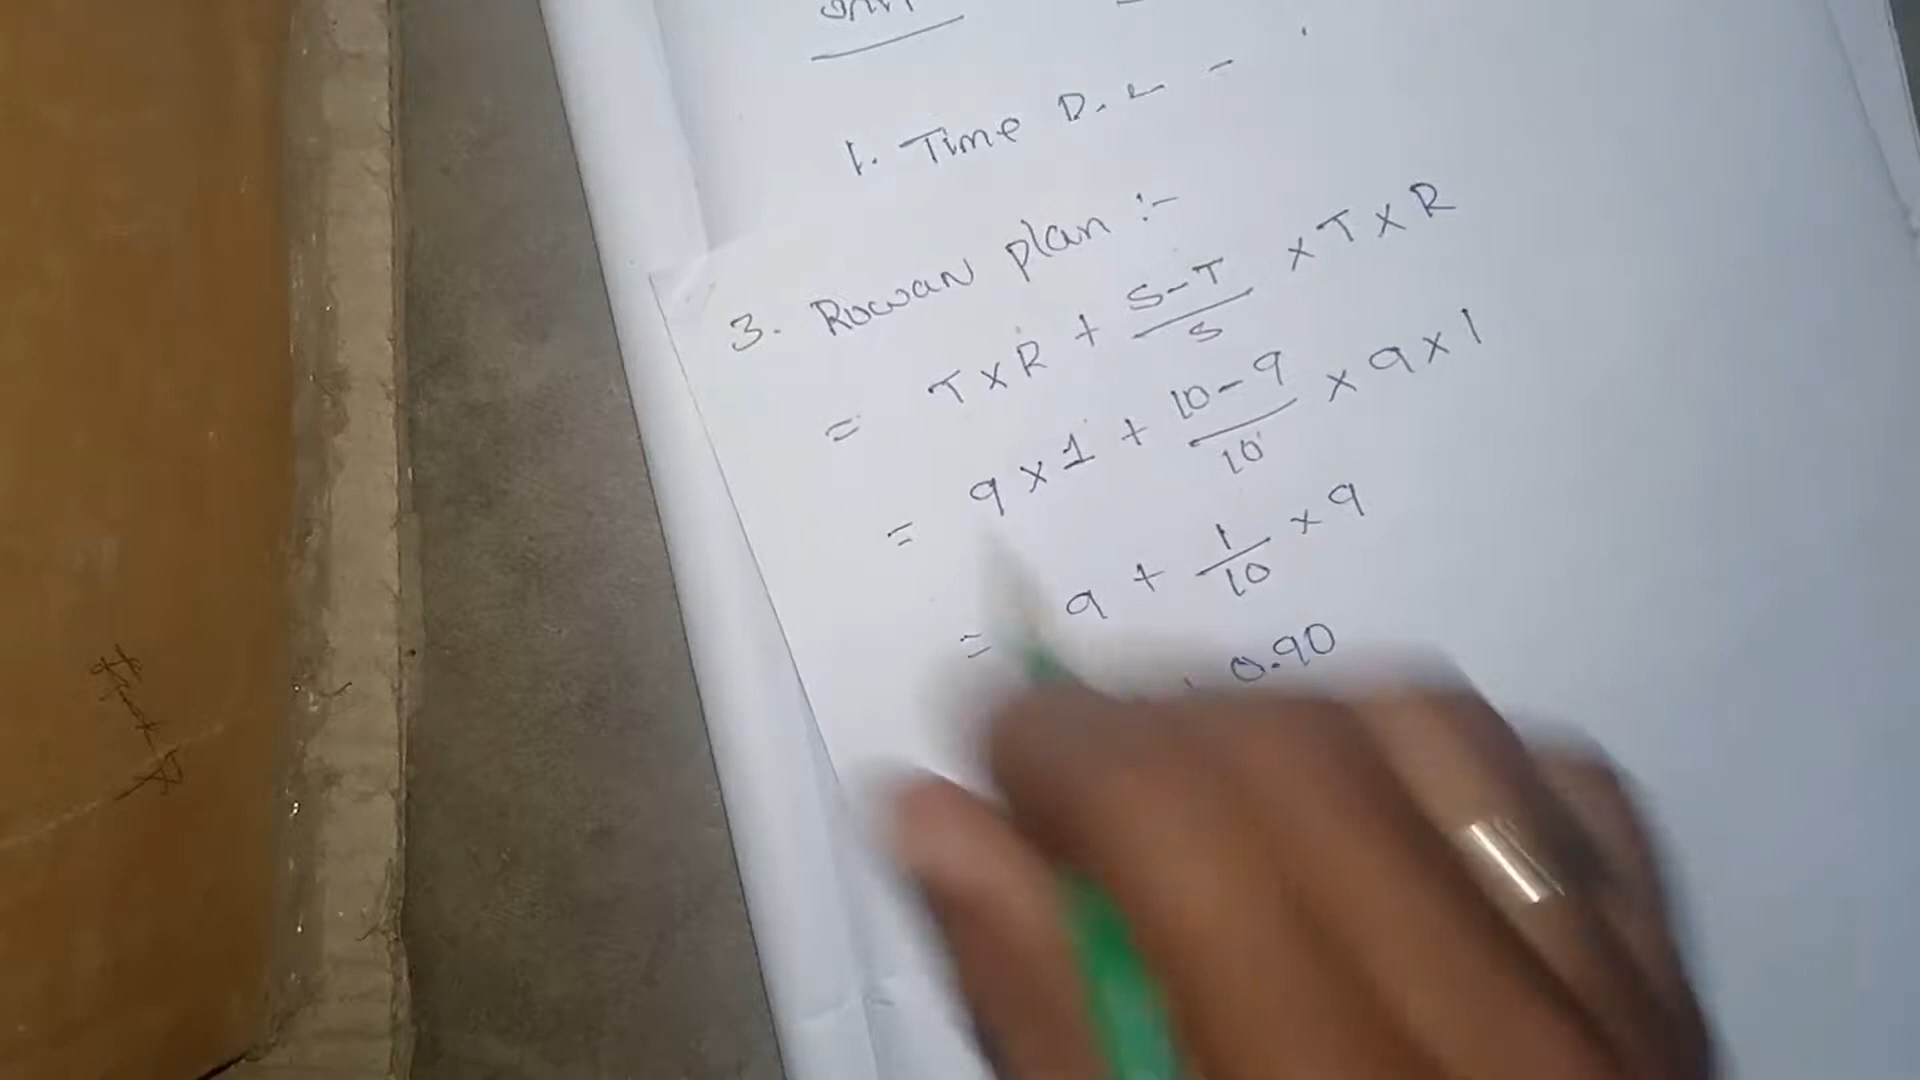 1. Time D.
3. Rowan plan :-
= T x R + S-T/S x T x R
= 9 x 1 + 10-9/10 x 9 x 1
= 9 + 1/10 x 9
0.90